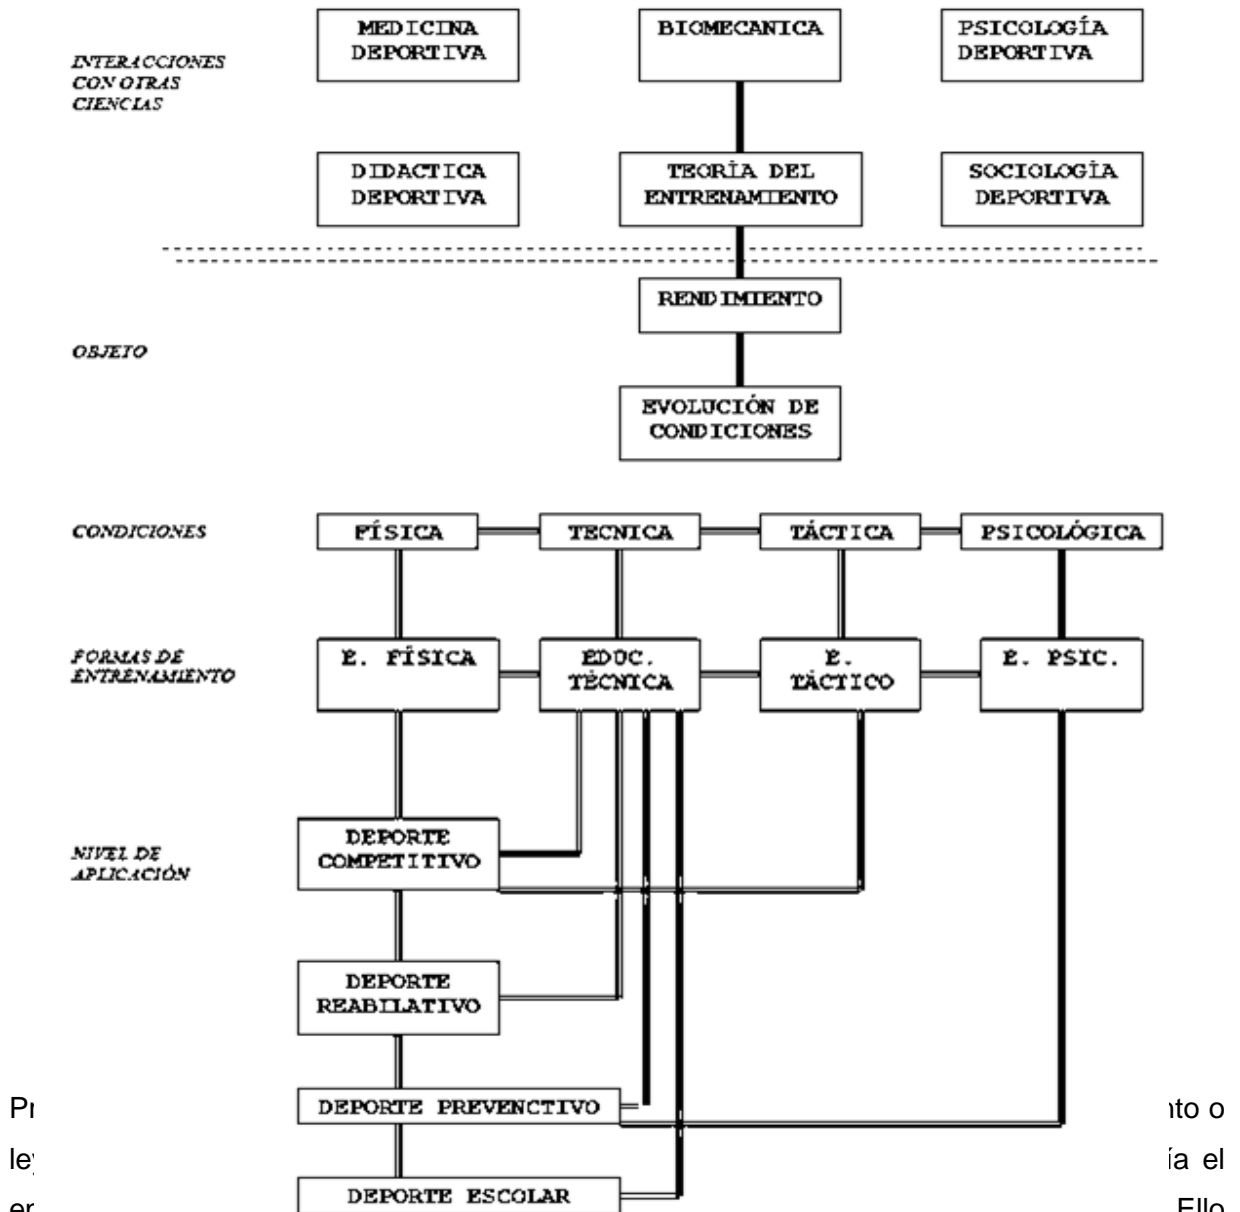 MEDICINA
DEPORTIVA
BIOMECANICA
PSICOLOGÍA
DEPORTIVA
INTERACCIONES
CON OTRAS
CIENCIAS
DIDACTICA
DEPORTIVA
TEORÍA DEL
ENTRENAMIENTO
SOCIOLOGÍA
DEPORTIVA
RENDIMIENTO
OBJETO
EVOLUCIÓN DE
CONDICIONES
CONDICIONES
FÍSICA
TECNICA
TÁCTICA
PSICOLÓGICA
FORMAS DE
ENTRENAMIENTO
E. FÍSICA
EDUC.
TÉCNICA
E.
TÁCTICO
E. PSIC.
NIVEL DE
APLICACIÓN
DEPORTE
COMPETITIVO
DEPORTE
REABILATIVO
DEPORTE PREVENCTIVO
o
DEPORTE ESCOLAR
el
Ello